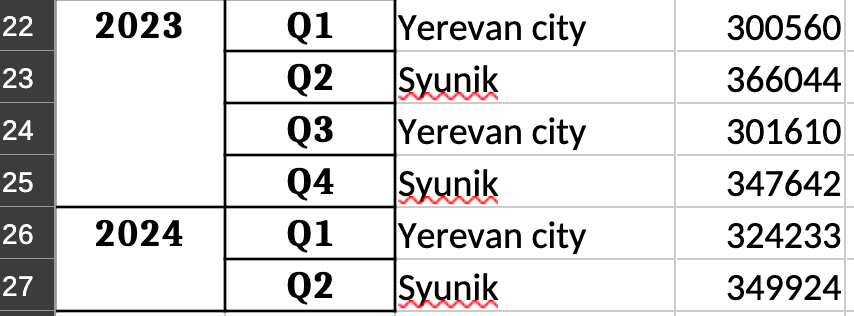 22 2023 Q1 Yerevan city 300560
23 Q2 Syunik 366044
24 Q3 Yerevan city 301610
25 Q4 Syunik 347642
26 2024 Q1 Yerevan city 324233
27 Q2 Syunik 349924